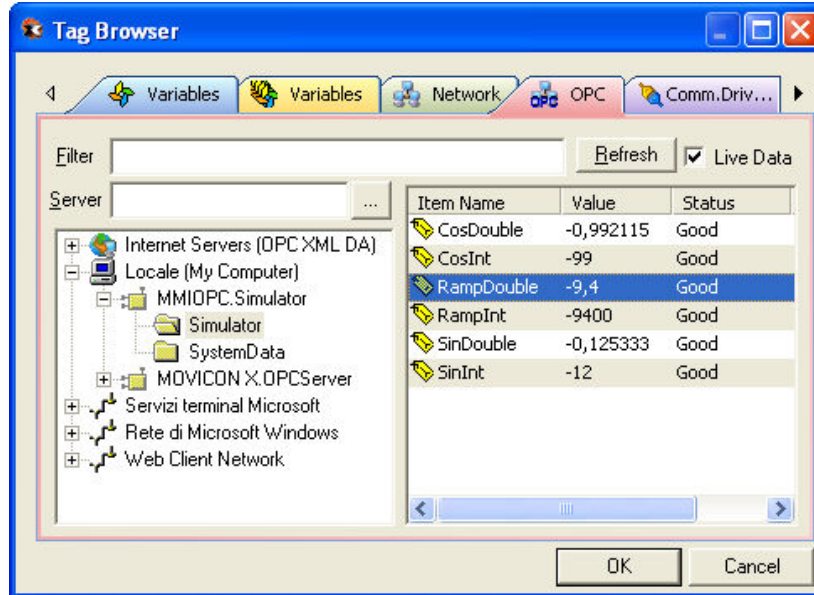 Tag Browser
Variables Variables Network OPC Comm.Driv...
OPC
Filter Refresh Live Data
Server ...
Item Name Value Status
CosDouble -0,992115 Good
CosInt -99 Good
RampDouble -9,4 Good
RampInt -9400 Good
SinDouble -0,125333 Good
SinInt -12 Good
Internet Servers (OPC XML DA)
Locale (My Computer)
MMIOPC.Simulator
Simulator
SystemData
MOVICON X.OPCServer
Servizi terminal Microsoft
Rete di Microsoft Windows
Web Client Network
OK Cancel